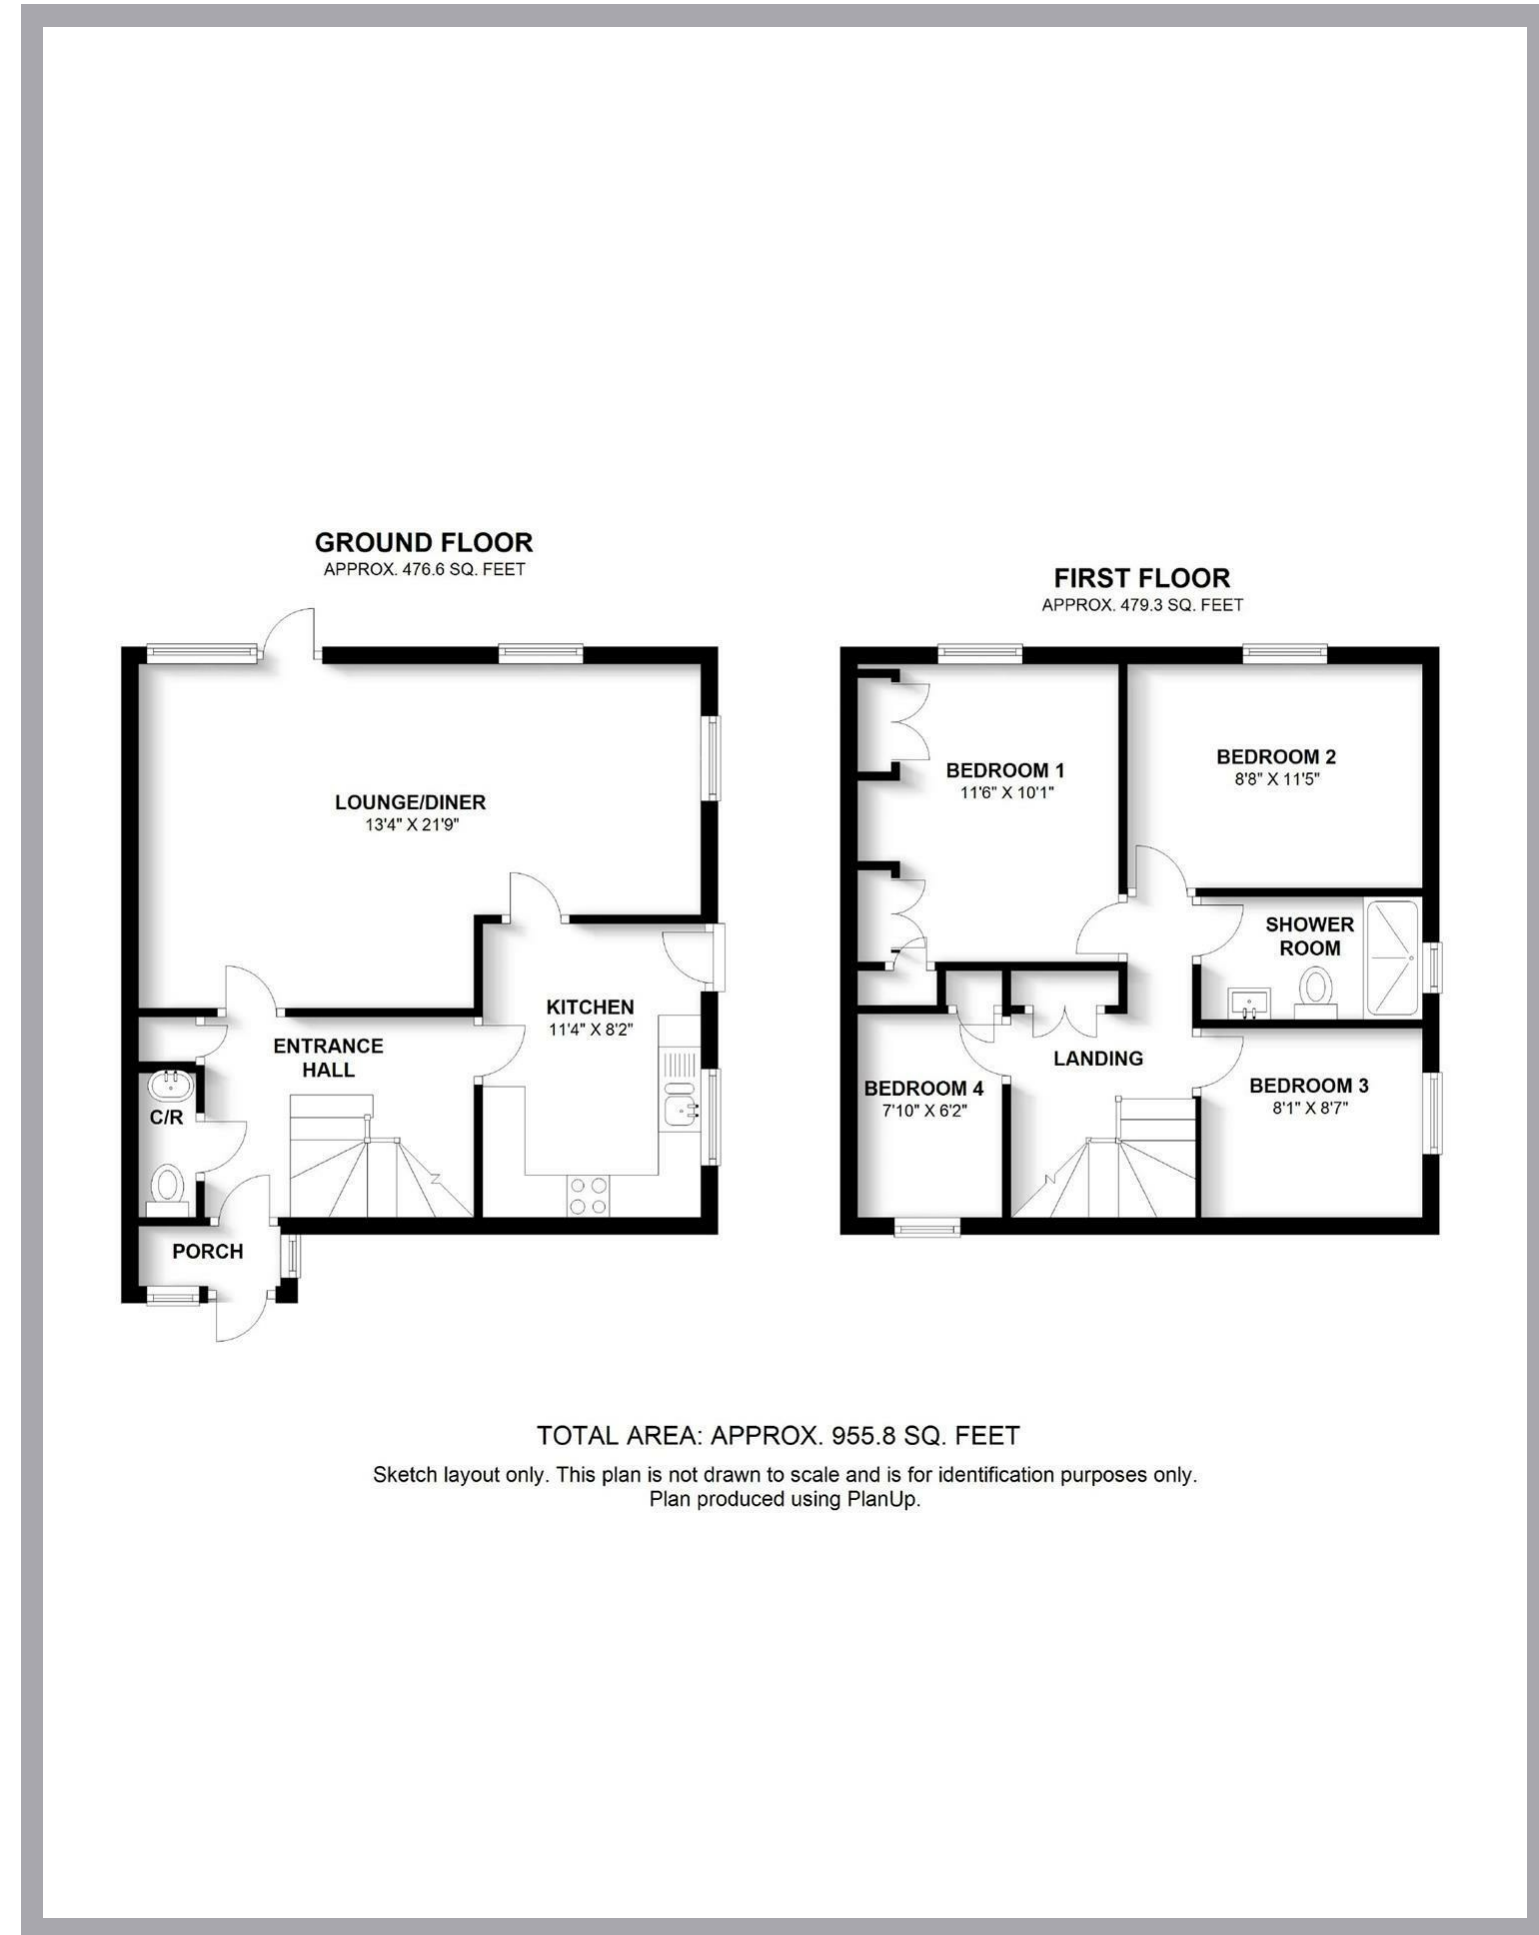 GROUND FLOOR
APPROX. 476.6 SQ. FEET
LOUNGE/DINER
13'4" X 21'9"
KITCHEN
11'4" X 8'2"
ENTRANCE
HALL
C/R
PORCH
FIRST FLOOR
APPROX. 479.3 SQ. FEET
BEDROOM 1
11'6" X 10'1"
BEDROOM 2
8'8" X 11'5"
SHOWER
ROOM
LANDING
BEDROOM 4
7'10" X 6'2"
BEDROOM 3
8'1" X 8'7"
TOTAL AREA: APPROX. 955.8 SQ. FEET
Sketch layout only. This plan is not drawn to scale and is for identification purposes only.
Plan produced using PlanUp.